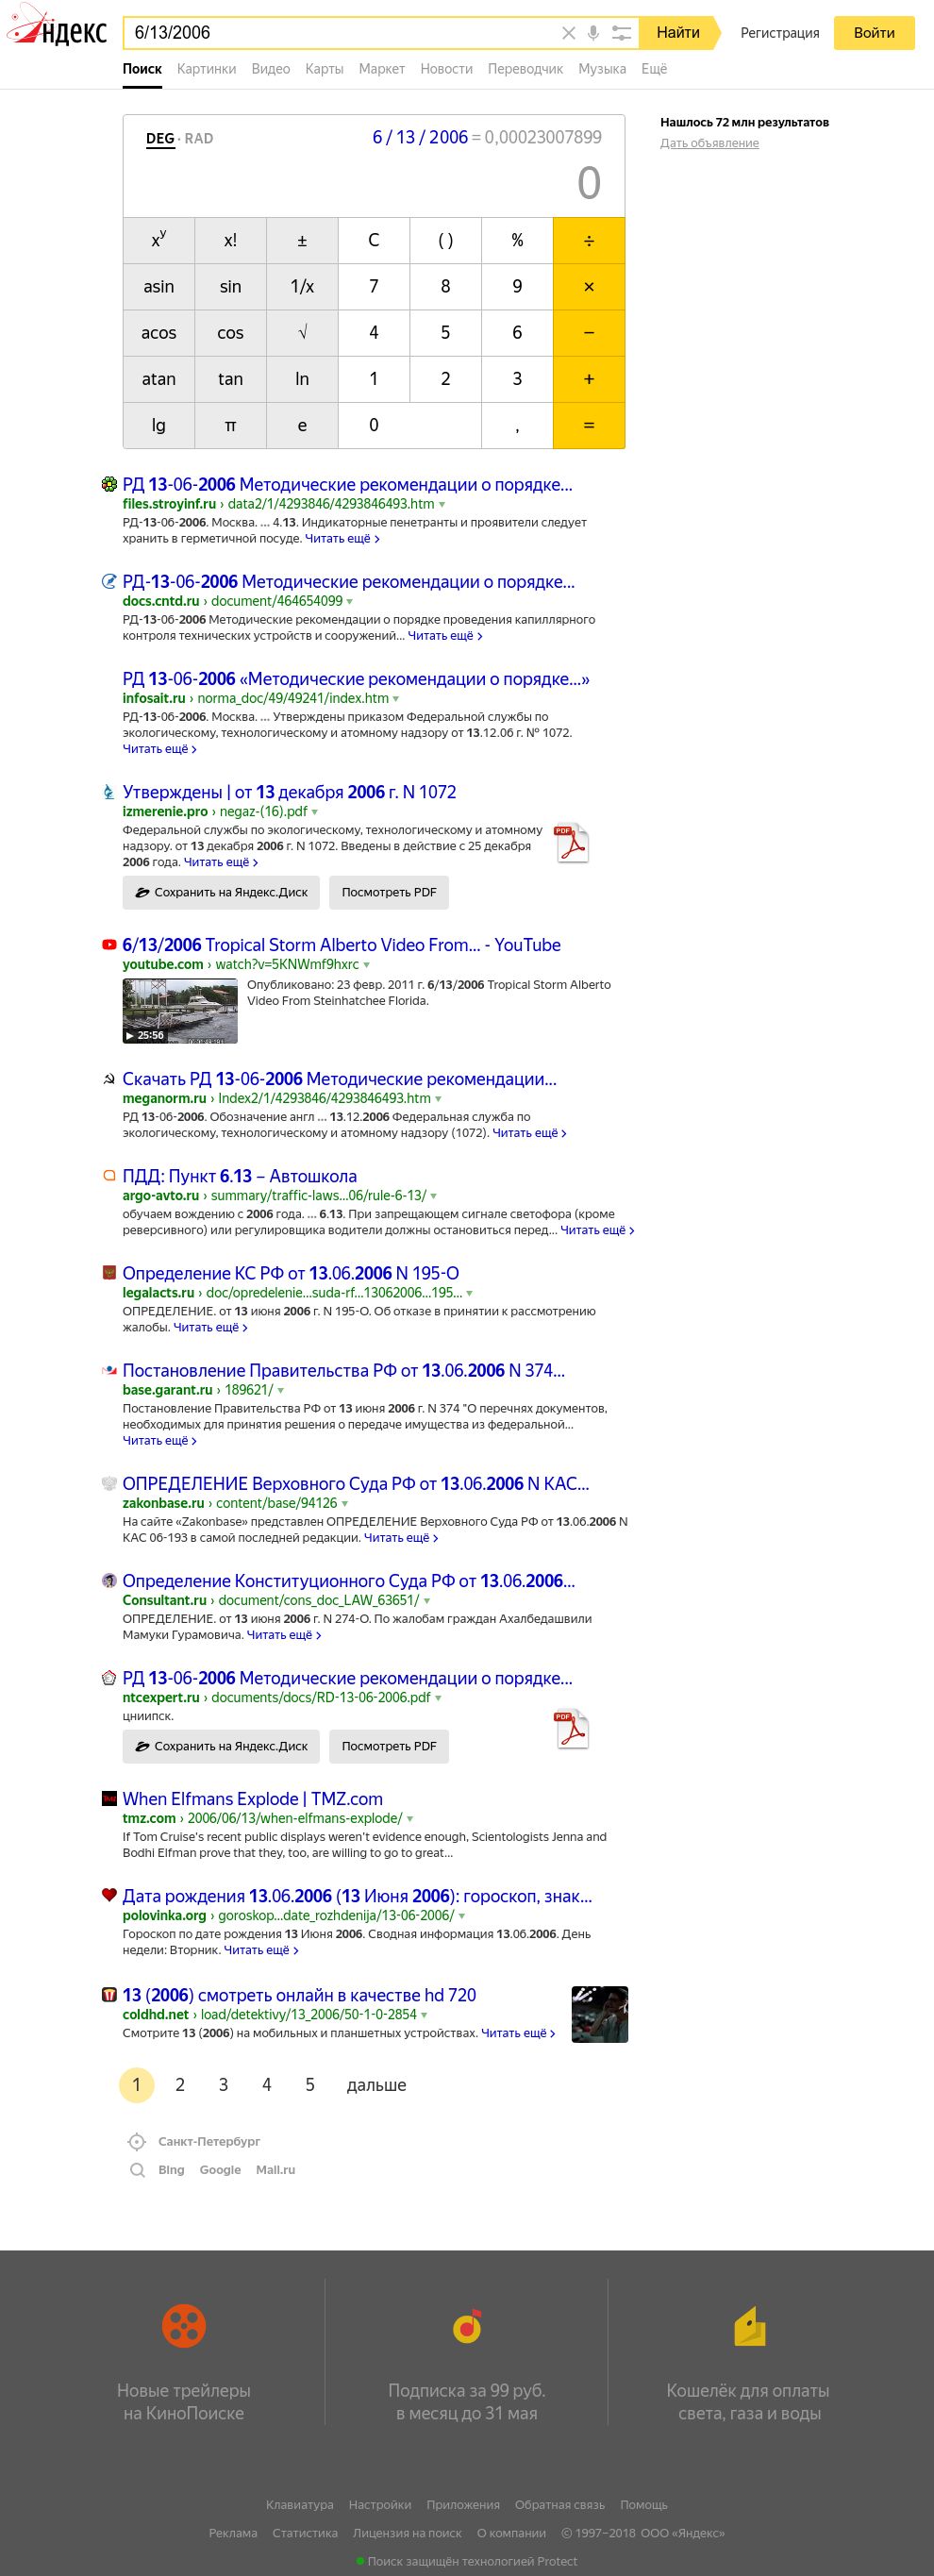 Яндекс
6/13/2006
Найти
Регистрация
Войти
Поиск Картинки Видео Карты Маркет Новости Переводчик Музыка Ещё
DEG · RAD
6 / 13 / 2006 = 0,00023007899
0
xʸ x! ± C ( ) % ÷
asin sin 1/x 7 8 9 ×
acos cos √ 4 5 6 −
atan tan ln 1 2 3 +
lg π e 0 , =
Нашлось 72 млн результатов
Дать объявление
РД 13-06-2006 Методические рекомендации о порядке...
files.stroyinf.ru › data2/1/4293846/4293846493.htm
РД-13-06-2006. Москва. ... 4.13. Индикаторные пенетранты и проявители следует
хранить в герметичной посуде. Читать ещё
РД-13-06-2006 Методические рекомендации о порядке...
docs.cntd.ru › document/464654099
РД-13-06-2006 Методические рекомендации о порядке проведения капиллярного
контроля технических устройств и сооружений... Читать ещё
РД 13-06-2006 «Методические рекомендации о порядке...»
infosait.ru › norma_doc/49/49241/index.htm
РД-13-06-2006. Москва. ... Утверждены приказом Федеральной службы по
экологическому, технологическому и атомному надзору от 13.12.06 г. № 1072.
Читать ещё
Утверждены | от 13 декабря 2006 г. N 1072
izmerenie.pro › negaz-(16).pdf
Федеральной службы по экологическому, технологическому и атомному
надзору. от 13 декабря 2006 г. N 1072. Введены в действие с 25 декабря
2006 года. Читать ещё
PDF
Сохранить на Яндекс.Диск
Посмотреть PDF
6/13/2006 Tropical Storm Alberto Video From... - YouTube
youtube.com › watch?v=5KNWmf9hxrc
Опубликовано: 23 февр. 2011 г. 6/13/2006 Tropical Storm Alberto
Video From Steinhatchee Florida.
25:56
Скачать РД 13-06-2006 Методические рекомендации...
meganorm.ru › Index2/1/4293846/4293846493.htm
РД 13-06-2006. Обозначение англ ... 13.12.2006 Федеральная служба по
экологическому, технологическому и атомному надзору (1072). Читать ещё
ПДД: Пункт 6.13 – Автошкола
argo-avto.ru › summary/traffic-laws...06/rule-6-13/
обучаем вождению с 2006 года. ... 6.13. При запрещающем сигнале светофора (кроме
реверсивного) или регулировщика водители должны остановиться перед... Читать ещё
Определение КС РФ от 13.06.2006 N 195-О
legalacts.ru › doc/opredelenie...suda-rf...13062006...195...
ОПРЕДЕЛЕНИЕ. от 13 июня 2006 г. N 195-О. Об отказе в принятии к рассмотрению
жалобы. Читать ещё
Постановление Правительства РФ от 13.06.2006 N 374...
base.garant.ru › 189621/
Постановление Правительства РФ от 13 июня 2006 г. N 374 "О перечнях документов,
необходимых для принятия решения о передаче имущества из федеральной...
Читать ещё
ОПРЕДЕЛЕНИЕ Верховного Суда РФ от 13.06.2006 N КАС...
zakonbase.ru › content/base/94126
На сайте «Zakonbase» представлен ОПРЕДЕЛЕНИЕ Верховного Суда РФ от 13.06.2006 N
КАС 06-193 в самой последней редакции. Читать ещё
Определение Конституционного Суда РФ от 13.06.2006...
Consultant.ru › document/cons_doc_LAW_63651/
ОПРЕДЕЛЕНИЕ. от 13 июня 2006 г. N 274-О. По жалобам граждан Ахалбедашвили
Мамуки Гурамовича. Читать ещё
РД 13-06-2006 Методические рекомендации о порядке...
ntcexpert.ru › documents/docs/RD-13-06-2006.pdf
цниипск.
PDF
Сохранить на Яндекс.Диск
Посмотреть PDF
When Elfmans Explode | TMZ.com
tmz.com › 2006/06/13/when-elfmans-explode/
If Tom Cruise's recent public displays weren't evidence enough, Scientologists Jenna and
Bodhi Elfman prove that they, too, are willing to go to great...
Дата рождения 13.06.2006 (13 Июня 2006): гороскоп, знак...
polovinka.org › goroskop...date_rozhdenija/13-06-2006/
Гороскоп по дате рождения 13 Июня 2006. Сводная информация 13.06.2006. День
недели: Вторник. Читать ещё
13 (2006) смотреть онлайн в качестве hd 720
coldhd.net › load/detektivy/13_2006/50-1-0-2854
Смотрите 13 (2006) на мобильных и планшетных устройствах. Читать ещё
1 2 3 4 5 дальше
Санкт-Петербург
Bing Google Mail.ru
Новые трейлеры
на КиноПоиске
Подписка за 99 руб.
в месяц до 31 мая
Кошелёк для оплаты
света, газа и воды
Клавиатура Настройки Приложения Обратная связь Помощь
Реклама Статистика Лицензия на поиск О компании © 1997–2018 ООО «Яндекс»
Поиск защищён технологией Protect